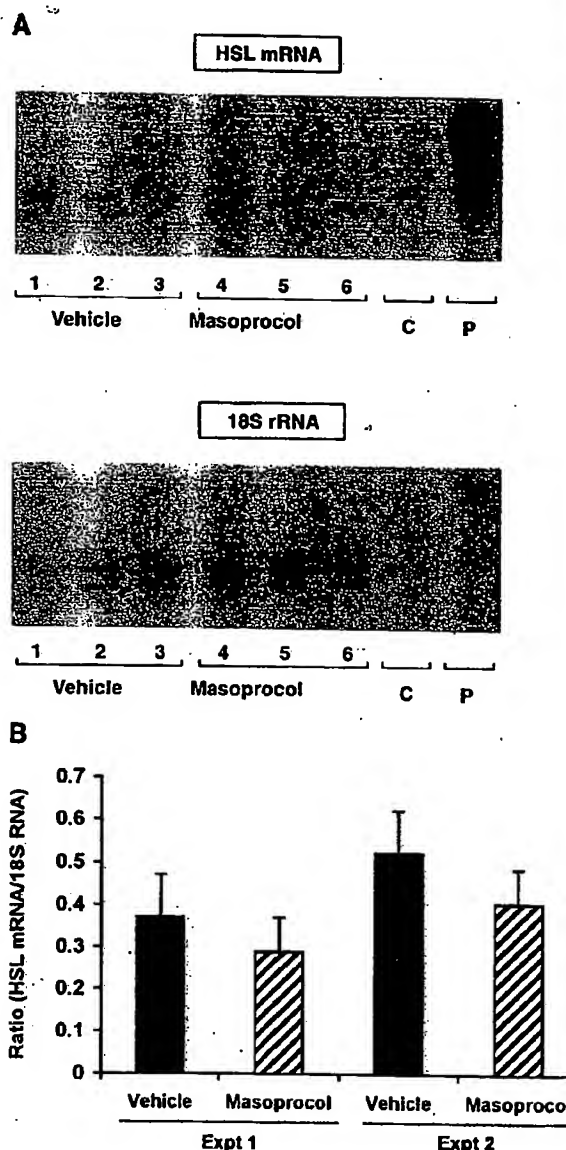 A
HSL mRNA
1 2 3 4 5 6
Vehicle Masoprocol C P
18S rRNA
1 2 3 4 5 6
Vehicle Masoprocol C P
B
Ratio (HSL mRNA/18S RNA)
0.7
0.6
0.5
0.4
0.3
0.2
0.1
0
Vehicle Masoprocol Vehicle Masoproco
Expt 1 Expt 2